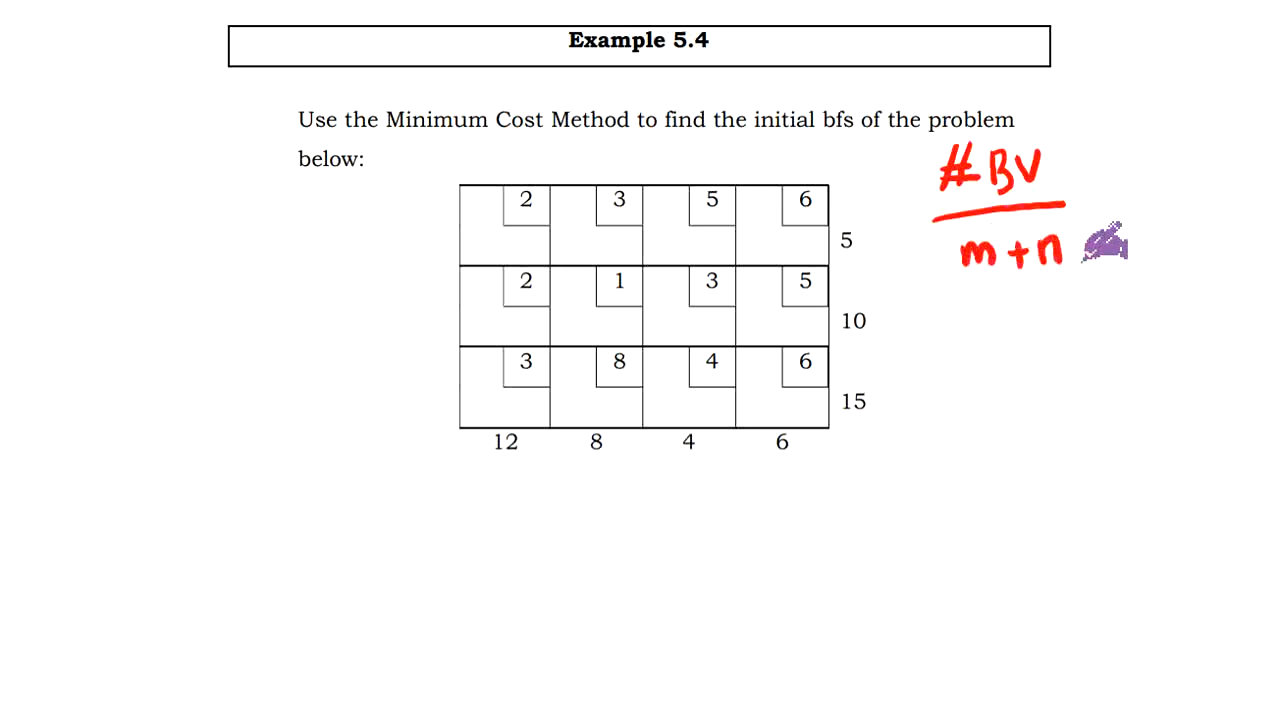 Example 5.4
Use the Minimum Cost Method to find the initial bfs of the problem
below:
#BV
m+n
2 3 5 6
5
2 1 3 5
10
3 8 4 6
15
12 8 4 6